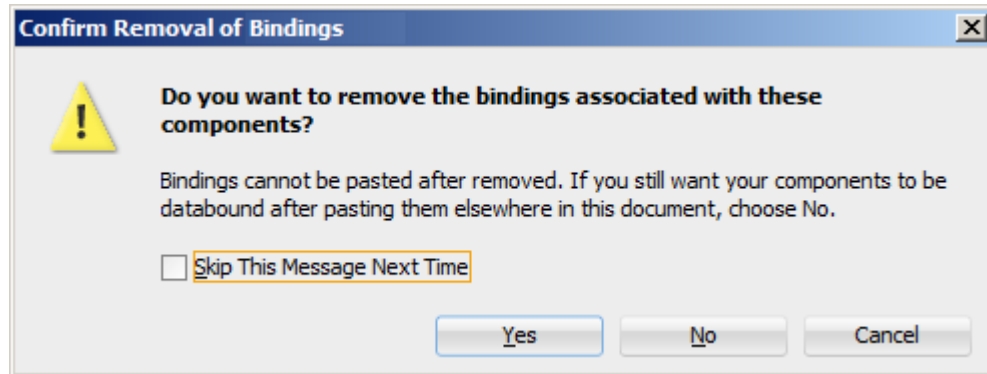 Confirm Removal of Bindings
Do you want to remove the bindings associated with these
components?
Bindings cannot be pasted after removed. If you still want your components to be
databound after pasting them elsewhere in this document, choose No.
Skip This Message Next Time
Yes No Cancel